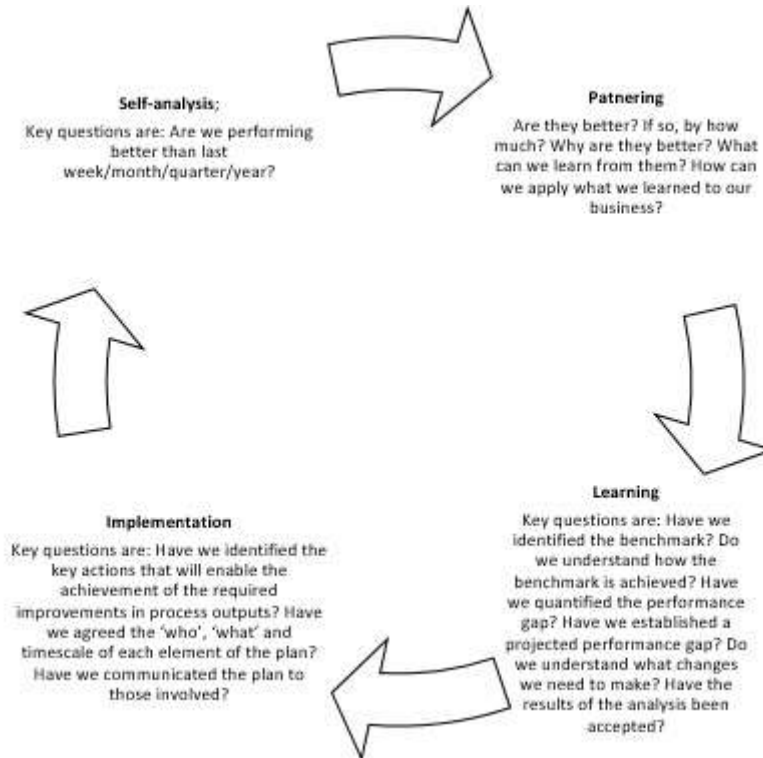 Self-analysis;
Key questions are: Are we performing
better than last
week/month/quarter/year?
Patnering
Are they better? If so, by how
much? Why are they better? What
can we learn from them? How can
we apply what we learned to our
business?
Learning
Key questions are: Have we
identified the benchmark? Do
we understand how the
benchmark is achieved? Have
we quantified the performance
gap? Have we established a
projected performance gap? Do
we understand what changes
we need to make? Have the
results of the analysis been
accepted?
Implementation
Key questions are: Have we identified the
key actions that will enable the
achievement of the required
improvements in process outputs? Have
we agreed the ‘who’, ‘what’ and
timescale of each element of the plan?
Have we communicated the plan to
those involved?